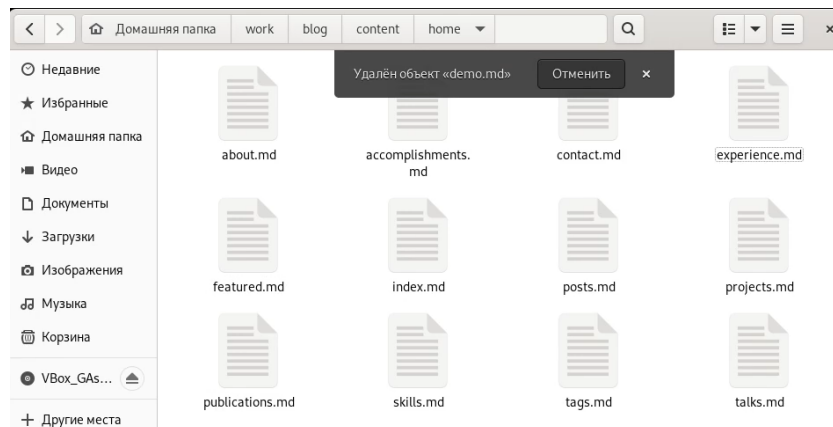 Домашняя папка work blog content home
Недавние
Избранные
Домашняя папка
Видео
Документы
Загрузки
Изображения
Музыка
Корзина
VBox_GAs...
Другие места
Удалён объект «demo.md» Отменить
about.md accomplishments.md contact.md experience.md
featured.md index.md posts.md projects.md
publications.md skills.md tags.md talks.md